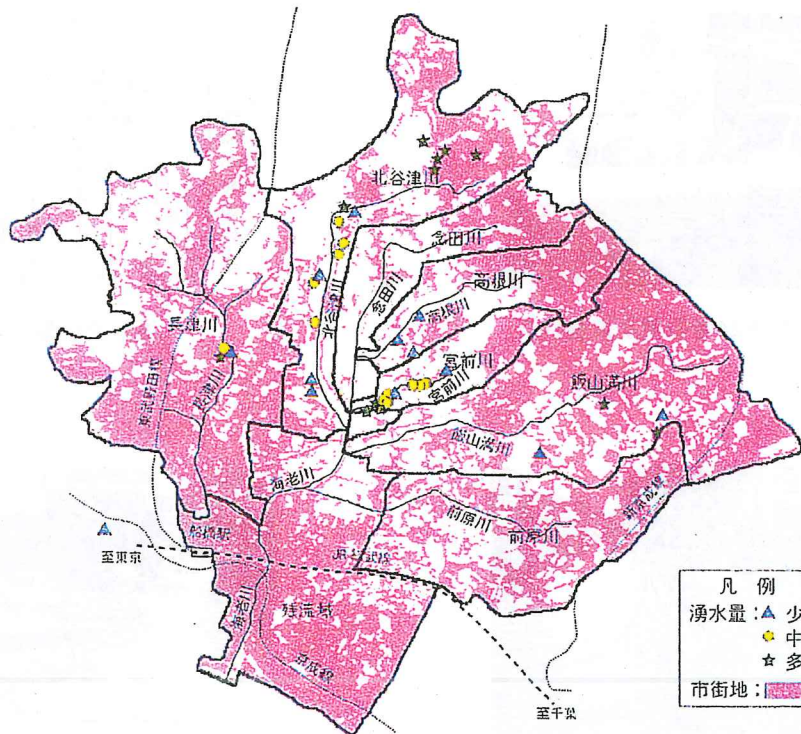 北谷津川
念田川
念田川
高根川
高根川
北谷津川
長津川
長津川
東武野田線
宮前川
宮前川
飯山満川
飯山満川
海老川
前原川
前原川
新京成線
船橋駅
JR総武線
至東京
海老川
残流域
京成線
至千葉
凡例
湧水量：少
中
多
市街地：